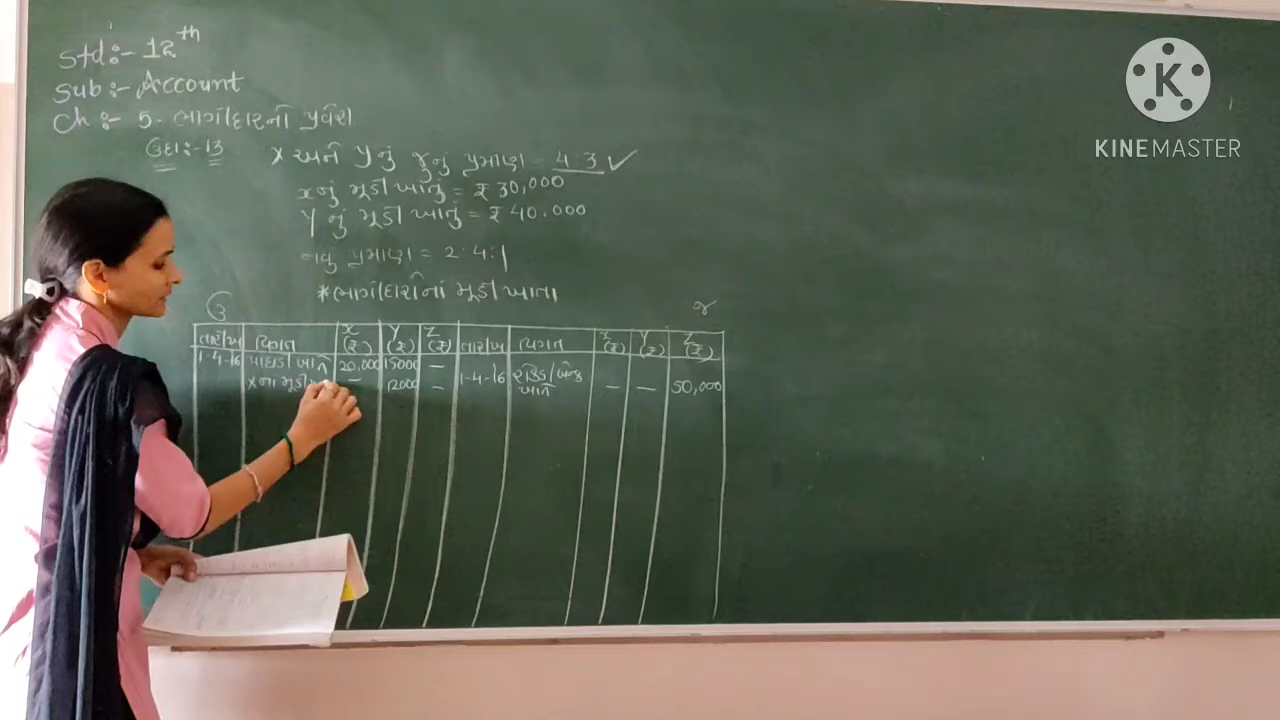 Std :- 12th
Sub :- Account
Ch :- 5. ભાગીદારનો પ્રવેશ
ઉદા :- 13
X અને Y નું જૂનું પ્રમાણ = 4:3 ✓
X નું મૂડી ખાતું = ₹ 30,000
Y નું મૂડી ખાતું = ₹ 40,000
નવું પ્રમાણ = 2:4:1
* ભાગીદારોનાં મૂડી ખાતા
ઉ જ
તારીખ વિગત X (₹) Y (₹) Z (₹) તારીખ વિગત X (₹) Y (₹) Z (₹)
1-4-16 પાઘડી ખાતે 20,000 15000 – 1-4-16 રોકડ/બેન્ક ખાતે – – 50,000
X ના મૂડી – 12000 –
KINEMASTER